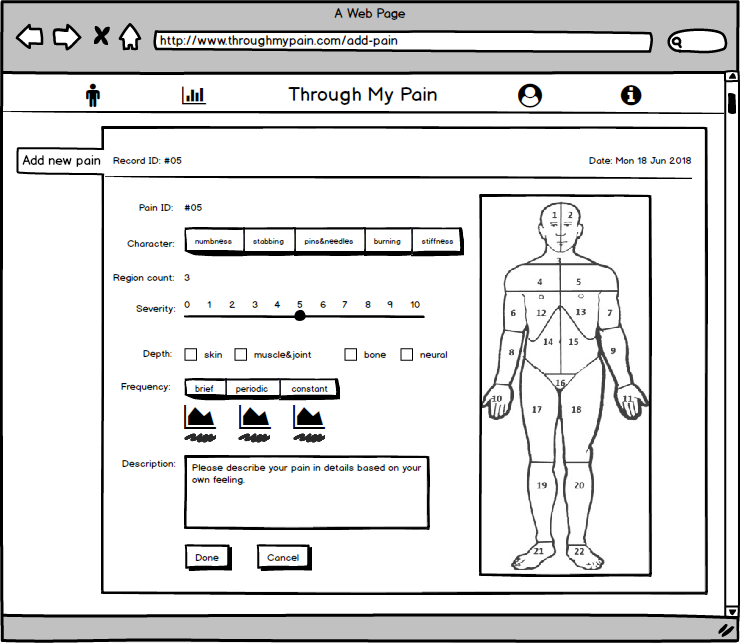 A Web Page
http://www.throughmypain.com/add-pain
Through My Pain
Add new pain
Record ID: #05
Date: Mon 18 Jun 2018
Pain ID: #05
Character: numbness stabbing pins&needles burning stiffness
Region count: 3
Severity: 0 1 2 3 4 5 6 7 8 9 10
Depth: skin muscle&joint bone neural
Frequency: brief periodic constant
Description: Please describe your pain in details based on your
own feeling.
Done Cancel
1 2
3
4 5
6 12 13 7
14 15
8 9
16
10 11
17 18
19 20
21 22